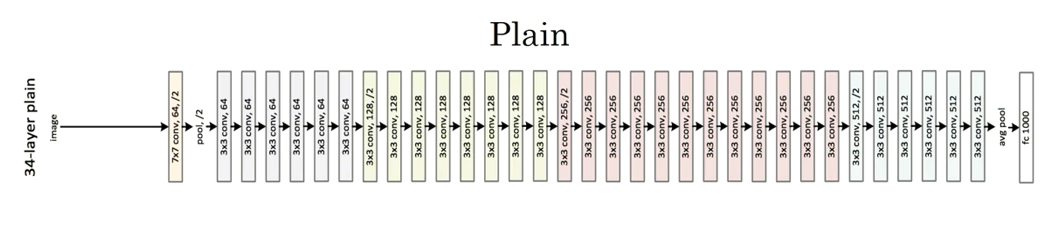 Plain
34-layer plain
image
7x7 conv, 64, /2
pool, /2
3x3 conv, 64
3x3 conv, 64
3x3 conv, 64
3x3 conv, 64
3x3 conv, 64
3x3 conv, 64
3x3 conv, 128, /2
3x3 conv, 128
3x3 conv, 128
3x3 conv, 128
3x3 conv, 128
3x3 conv, 128
3x3 conv, 128
3x3 conv, 128
3x3 conv, 256, /2
3x3 conv, 256
3x3 conv, 256
3x3 conv, 256
3x3 conv, 256
3x3 conv, 256
3x3 conv, 256
3x3 conv, 256
3x3 conv, 256
3x3 conv, 256
3x3 conv, 256
3x3 conv, 256
3x3 conv, 512, /2
3x3 conv, 512
3x3 conv, 512
3x3 conv, 512
3x3 conv, 512
3x3 conv, 512
avg pool
fc 1000